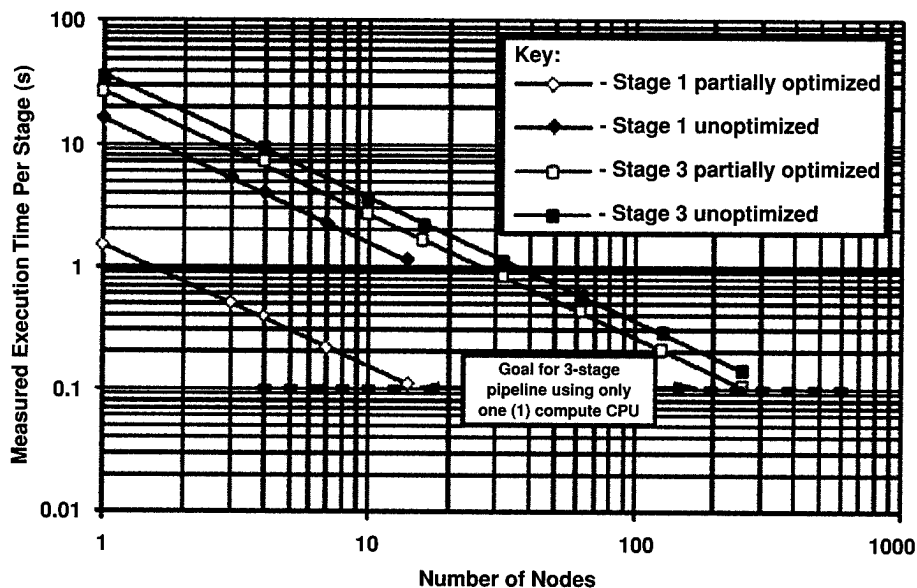 Measured Execution Time Per Stage (s)
100
10
1
0.1
0.01
Key:
- Stage 1 partially optimized
- Stage 1 unoptimized
- Stage 3 partially optimized
- Stage 3 unoptimized
Goal for 3-stage
pipeline using only
one (1) compute CPU
1
10
100
1000
Number of Nodes